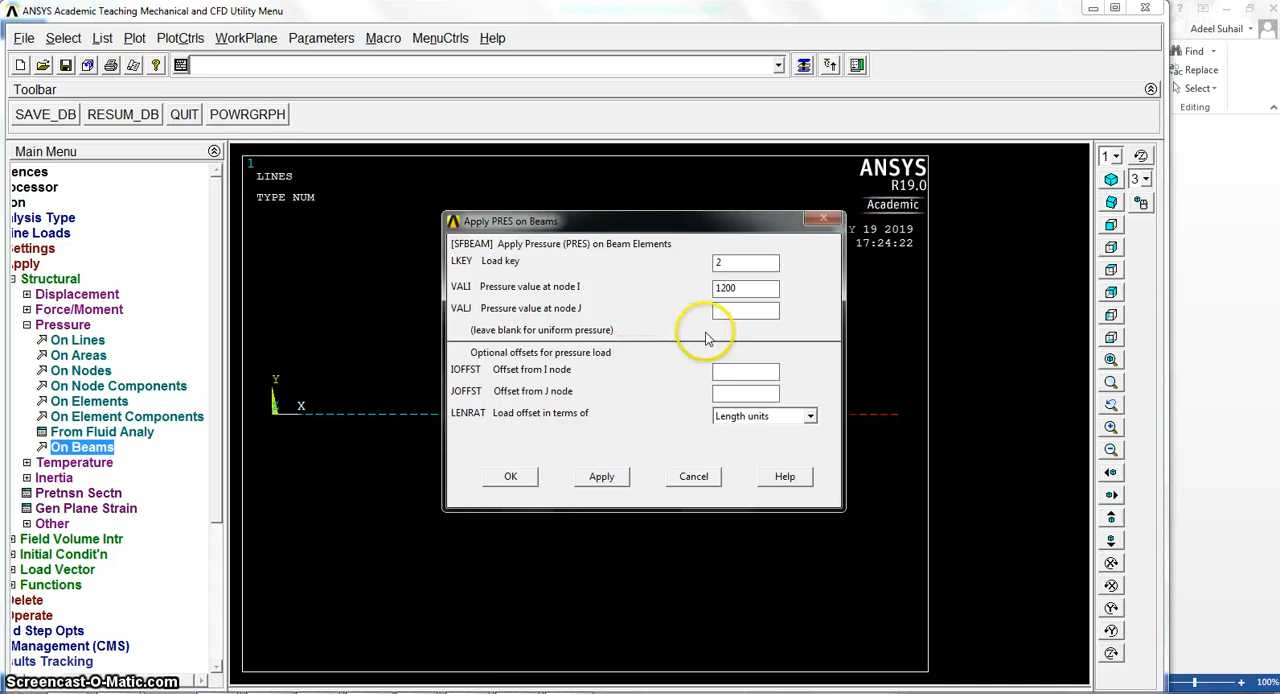 ANSYS Academic Teaching Mechanical and CFD Utility Menu
Adeel Suhail
File Select List Plot PlotCtrls WorkPlane Parameters Macro MenuCtrls Help
Find
Replace
Select
Editing
Toolbar
SAVE_DB RESUM_DB QUIT POWRGRPH
Main Menu
ences
ocessor
on
alysis Type
ine Loads
ettings
pply
Structural
Displacement
Force/Moment
Pressure
On Lines
On Areas
On Nodes
On Node Components
On Elements
On Element Components
From Fluid Analy
On Beams
Temperature
Inertia
Pretnsn Sectn
Gen Plane Strain
Other
Field Volume Intr
Initial Condit'n
Load Vector
Functions
elete
perate
d Step Opts
Management (CMS)
sults Tracking
1
LINES
TYPE NUM
ANSYS
R19.0
Academic
Y 19 2019
17:24:22
Y
X
Apply PRES on Beams
[SFBEAM] Apply Pressure (PRES) on Beam Elements
LKEY Load key 2
VALI Pressure value at node I 1200
VALJ Pressure value at node J
(leave blank for uniform pressure)
Optional offsets for pressure load
IOFFST Offset from I node
JOFFST Offset from J node
LENRAT Load offset in terms of Length units
OK Apply Cancel Help
1
3
Screencast-O-Matic.com
100%